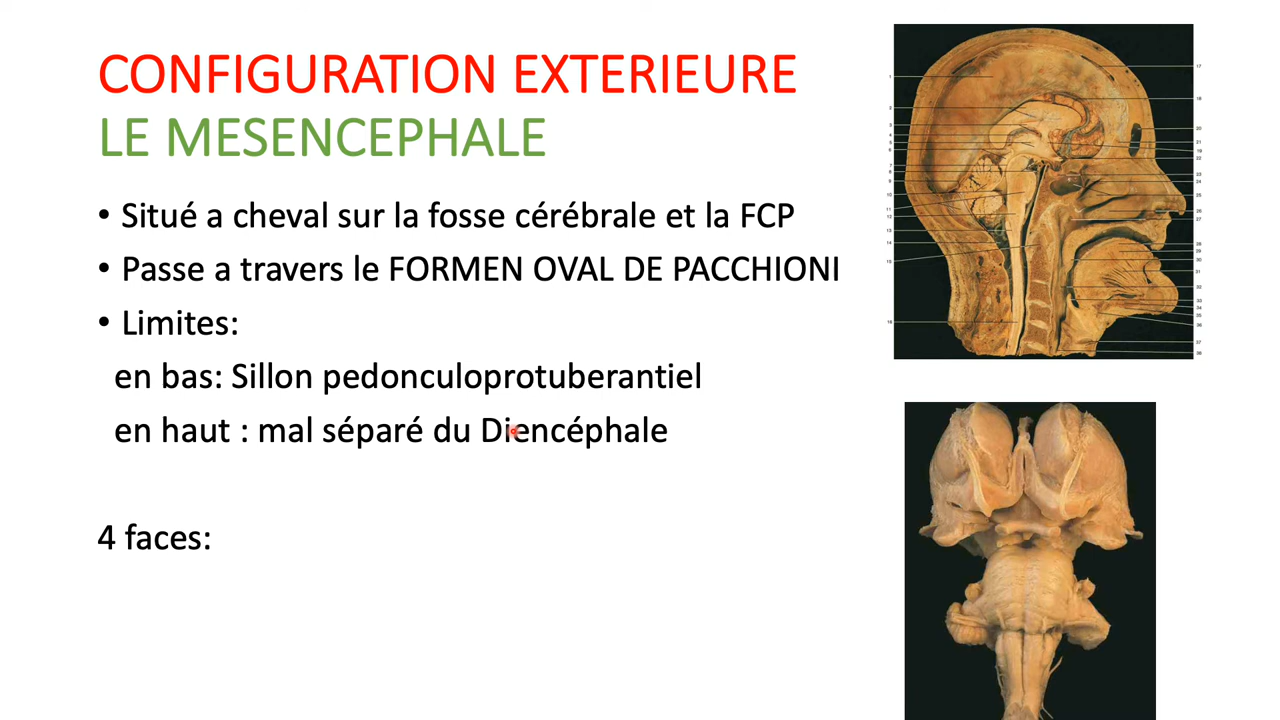 CONFIGURATION EXTERIEURE
LE MESENCEPHALE
• Situé a cheval sur la fosse cérébrale et la FCP
• Passe a travers le FORMEN OVAL DE PACCHIONI
• Limites:
en bas: Sillon pedonculoprotuberantiel
en haut : mal séparé du Diencéphale
4 faces: